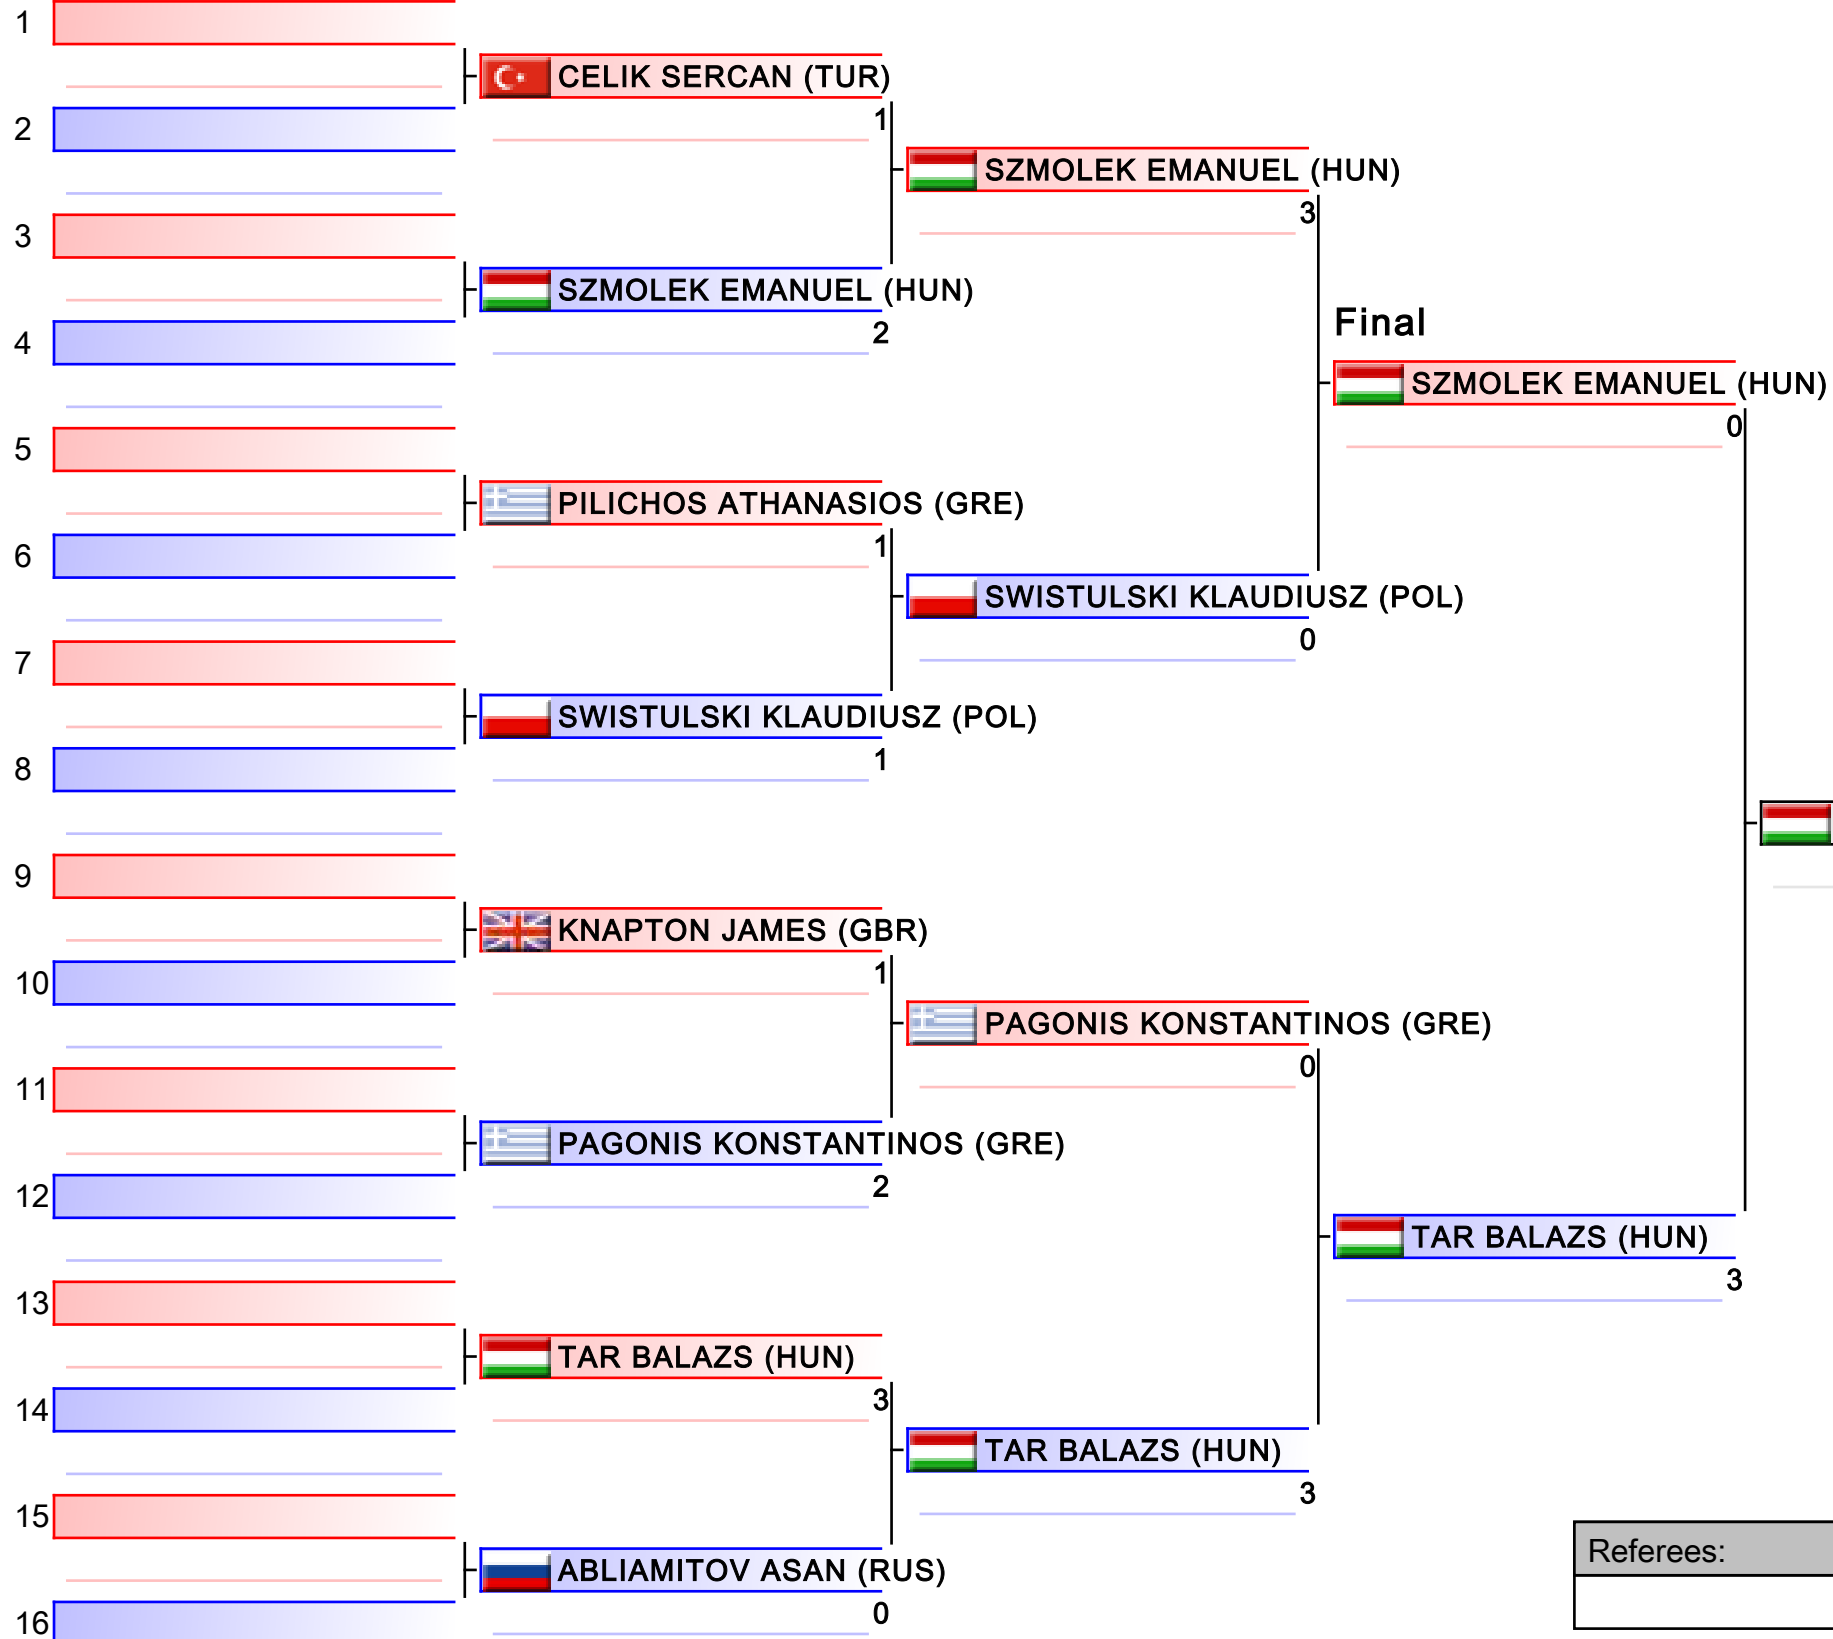 1
CELIK SERCAN (TUR)
1
2
SZMOLEK EMANUEL (HUN)
3
3
SZMOLEK EMANUEL (HUN)
2
4
Final
SZMOLEK EMANUEL (HUN)
0
5
PILICHOS ATHANASIOS (GRE)
1
6
SWISTULSKI KLAUDIUSZ (POL)
0
7
SWISTULSKI KLAUDIUSZ (POL)
1
8
9
KNAPTON JAMES (GBR)
1
10
PAGONIS KONSTANTINOS (GRE)
0
11
PAGONIS KONSTANTINOS (GRE)
2
12
TAR BALAZS (HUN)
3
13
TAR BALAZS (HUN)
3
14
TAR BALAZS (HUN)
3
15
ABLIAMITOV ASAN (RUS)
0
16
Referees: